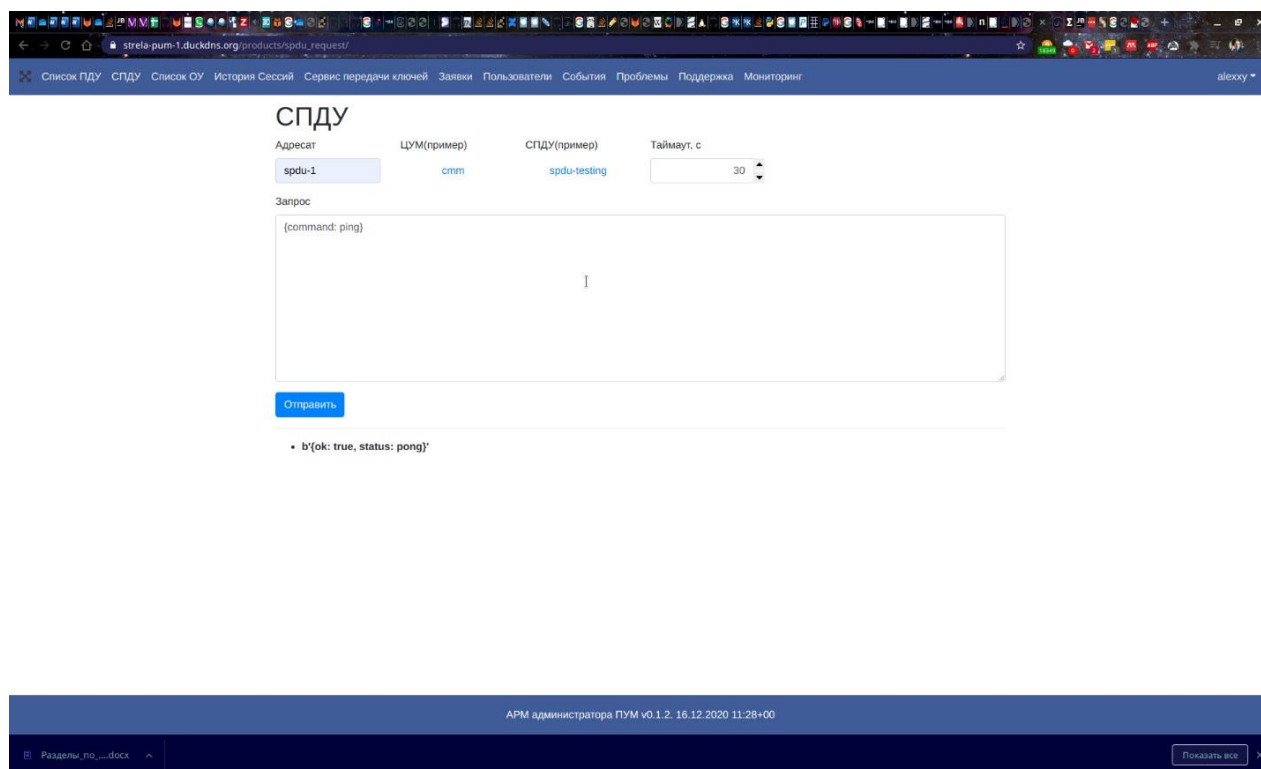 strela-pum-1.duckdns.org/products/spdu_request/
Список ПДУ СПДУ Список ОУ История Сессий Сервис передачи ключей Заявки Пользователи События Проблемы Поддержка Мониторинг alexxy
СПДУ
Адресат ЦУМ(пример) СПДУ(пример) Таймаут, с
spdu-1 cmm spdu-testing 30
Запрос
{command: ping}
Отправить
• b'{ok: true, status: pong}'
АРМ администратора ПУМ v0.1.2. 16.12.2020 11:28+00
Разделы_по_....docx Показать все